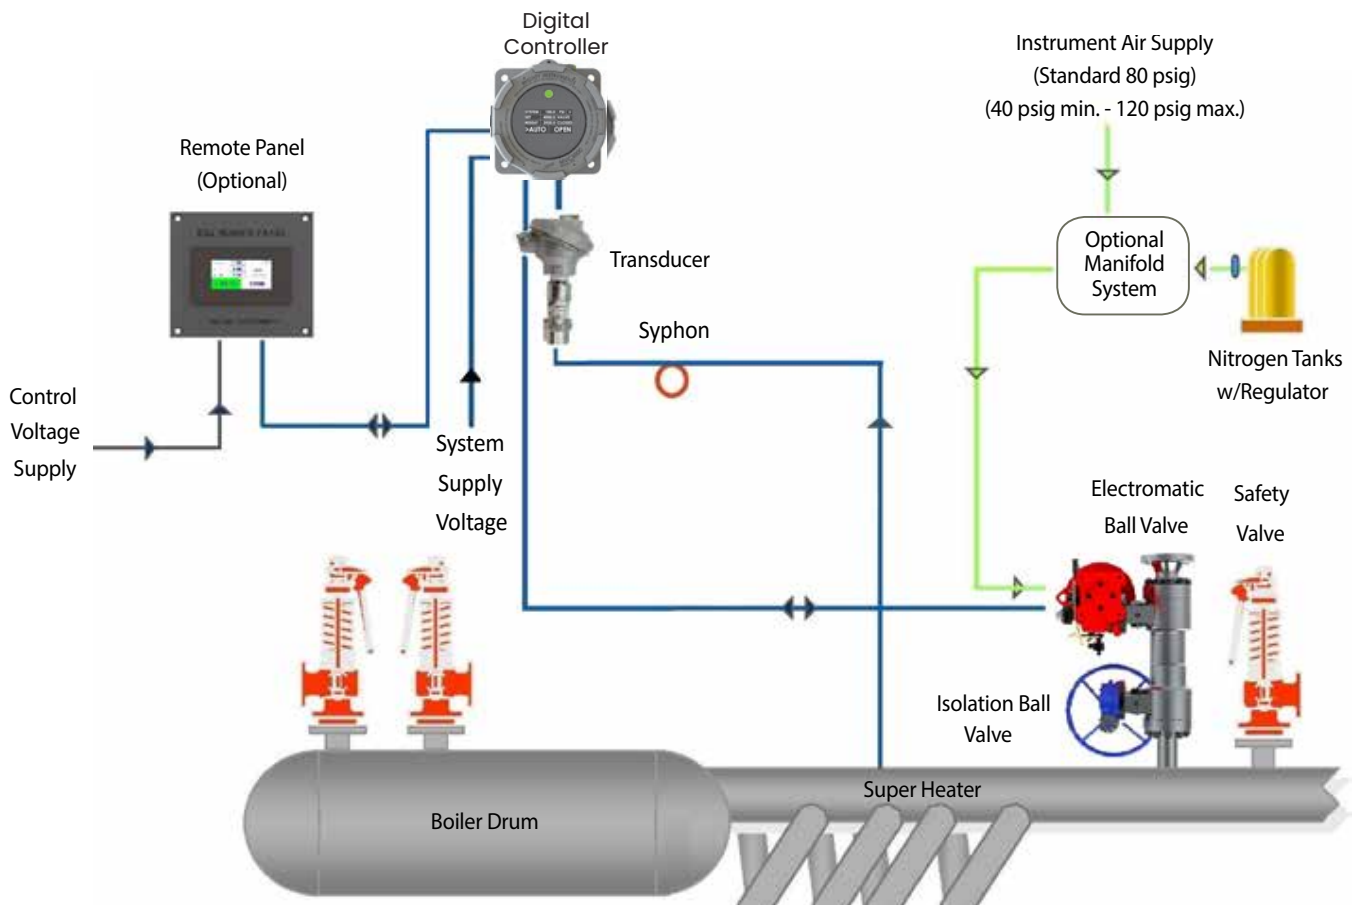 Digital
Controller
Instrument Air Supply
(Standard 80 psig)
(40 psig min. - 120 psig max.)
>AUTO OPEN
Remote Panel
(Optional)
Optional
Manifold
System
Transducer
Syphon
Nitrogen Tanks
w/Regulator
Control
Voltage
Supply
System
Supply
Voltage
Electromatic
Ball Valve
Safety
Valve
Isolation Ball
Valve
Super Heater
Boiler Drum